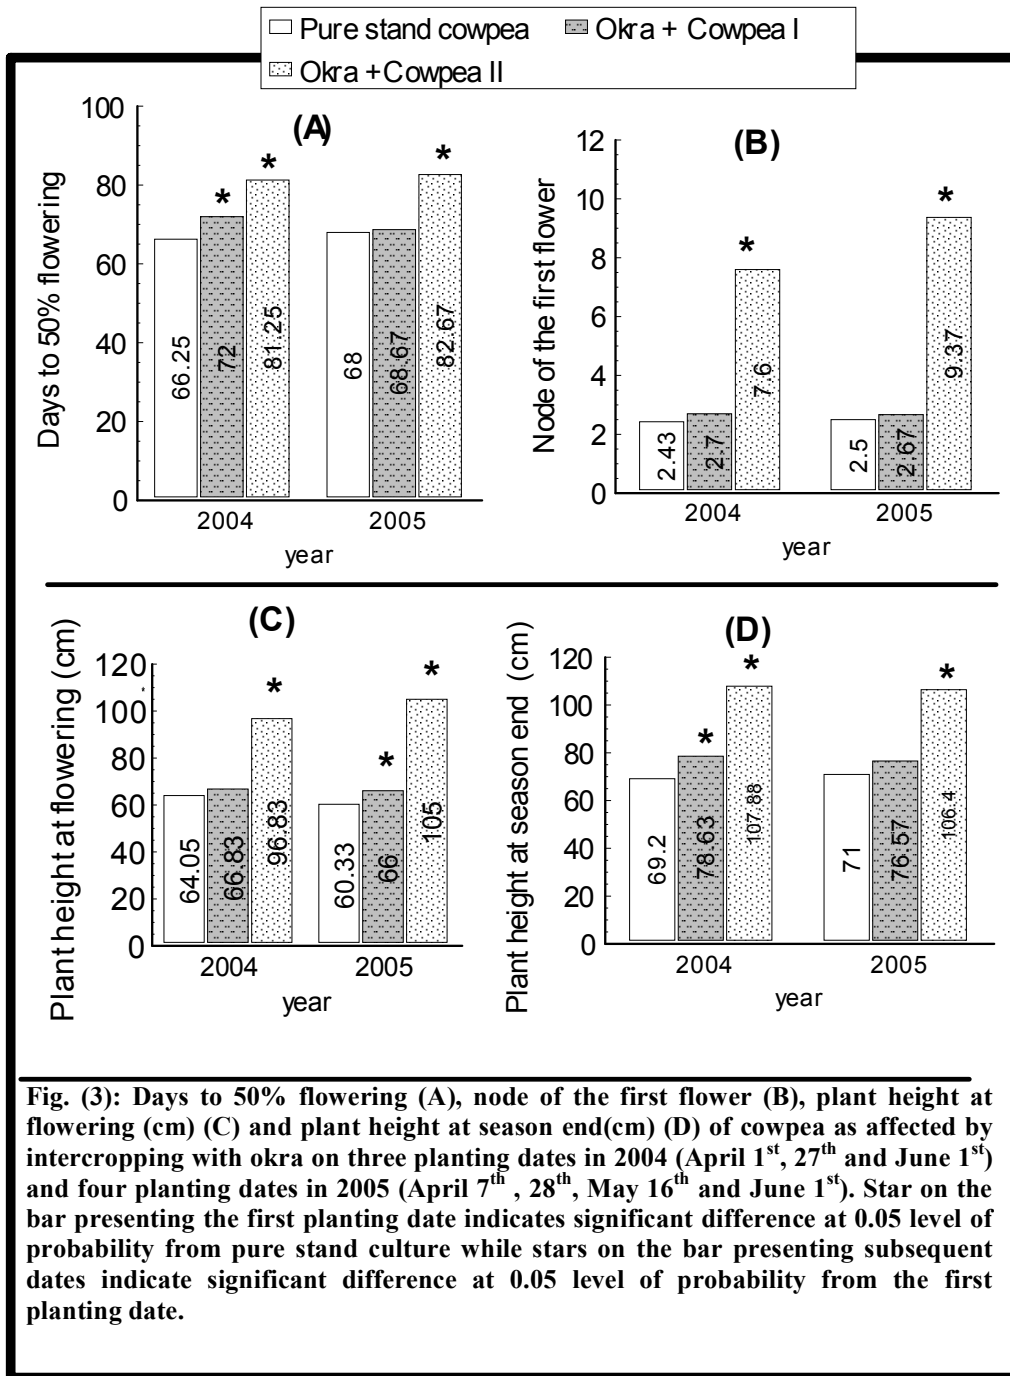 Pure stand cowpea Okra + Cowpea I
Okra +Cowpea II
(A)
Days to 50% flowering
100
80
60
40
20
0
* * *
66.25 72 81.25 68 68.67 82.67
2004 2005
year
(B)
Node of the first flower
12
10
8
6
4
2
0
* *
2.43 2.7 7.6 2.5 2.67 9.37
2004 2005
year
(C)
Plant height at flowering (cm)
120
100
80
60
40
20
0
* * *
64.05 66.83 96.83 60.33 66 105
2004 2005
year
(D)
Plant height at season end (cm)
120
100
80
60
40
20
0
* * *
69.2 78.63 107.88 71 76.57 106.4
2004 2005
year
Fig. (3): Days to 50% flowering (A), node of the first flower (B), plant height at
flowering (cm) (C) and plant height at season end(cm) (D) of cowpea as affected by
intercropping with okra on three planting dates in 2004 (April 1st, 27th and June 1st)
and four planting dates in 2005 (April 7th , 28th, May 16th and June 1st). Star on the
bar presenting the first planting date indicates significant difference at 0.05 level of
probability from pure stand culture while stars on the bar presenting subsequent
dates indicate significant difference at 0.05 level of probability from the first
planting date.